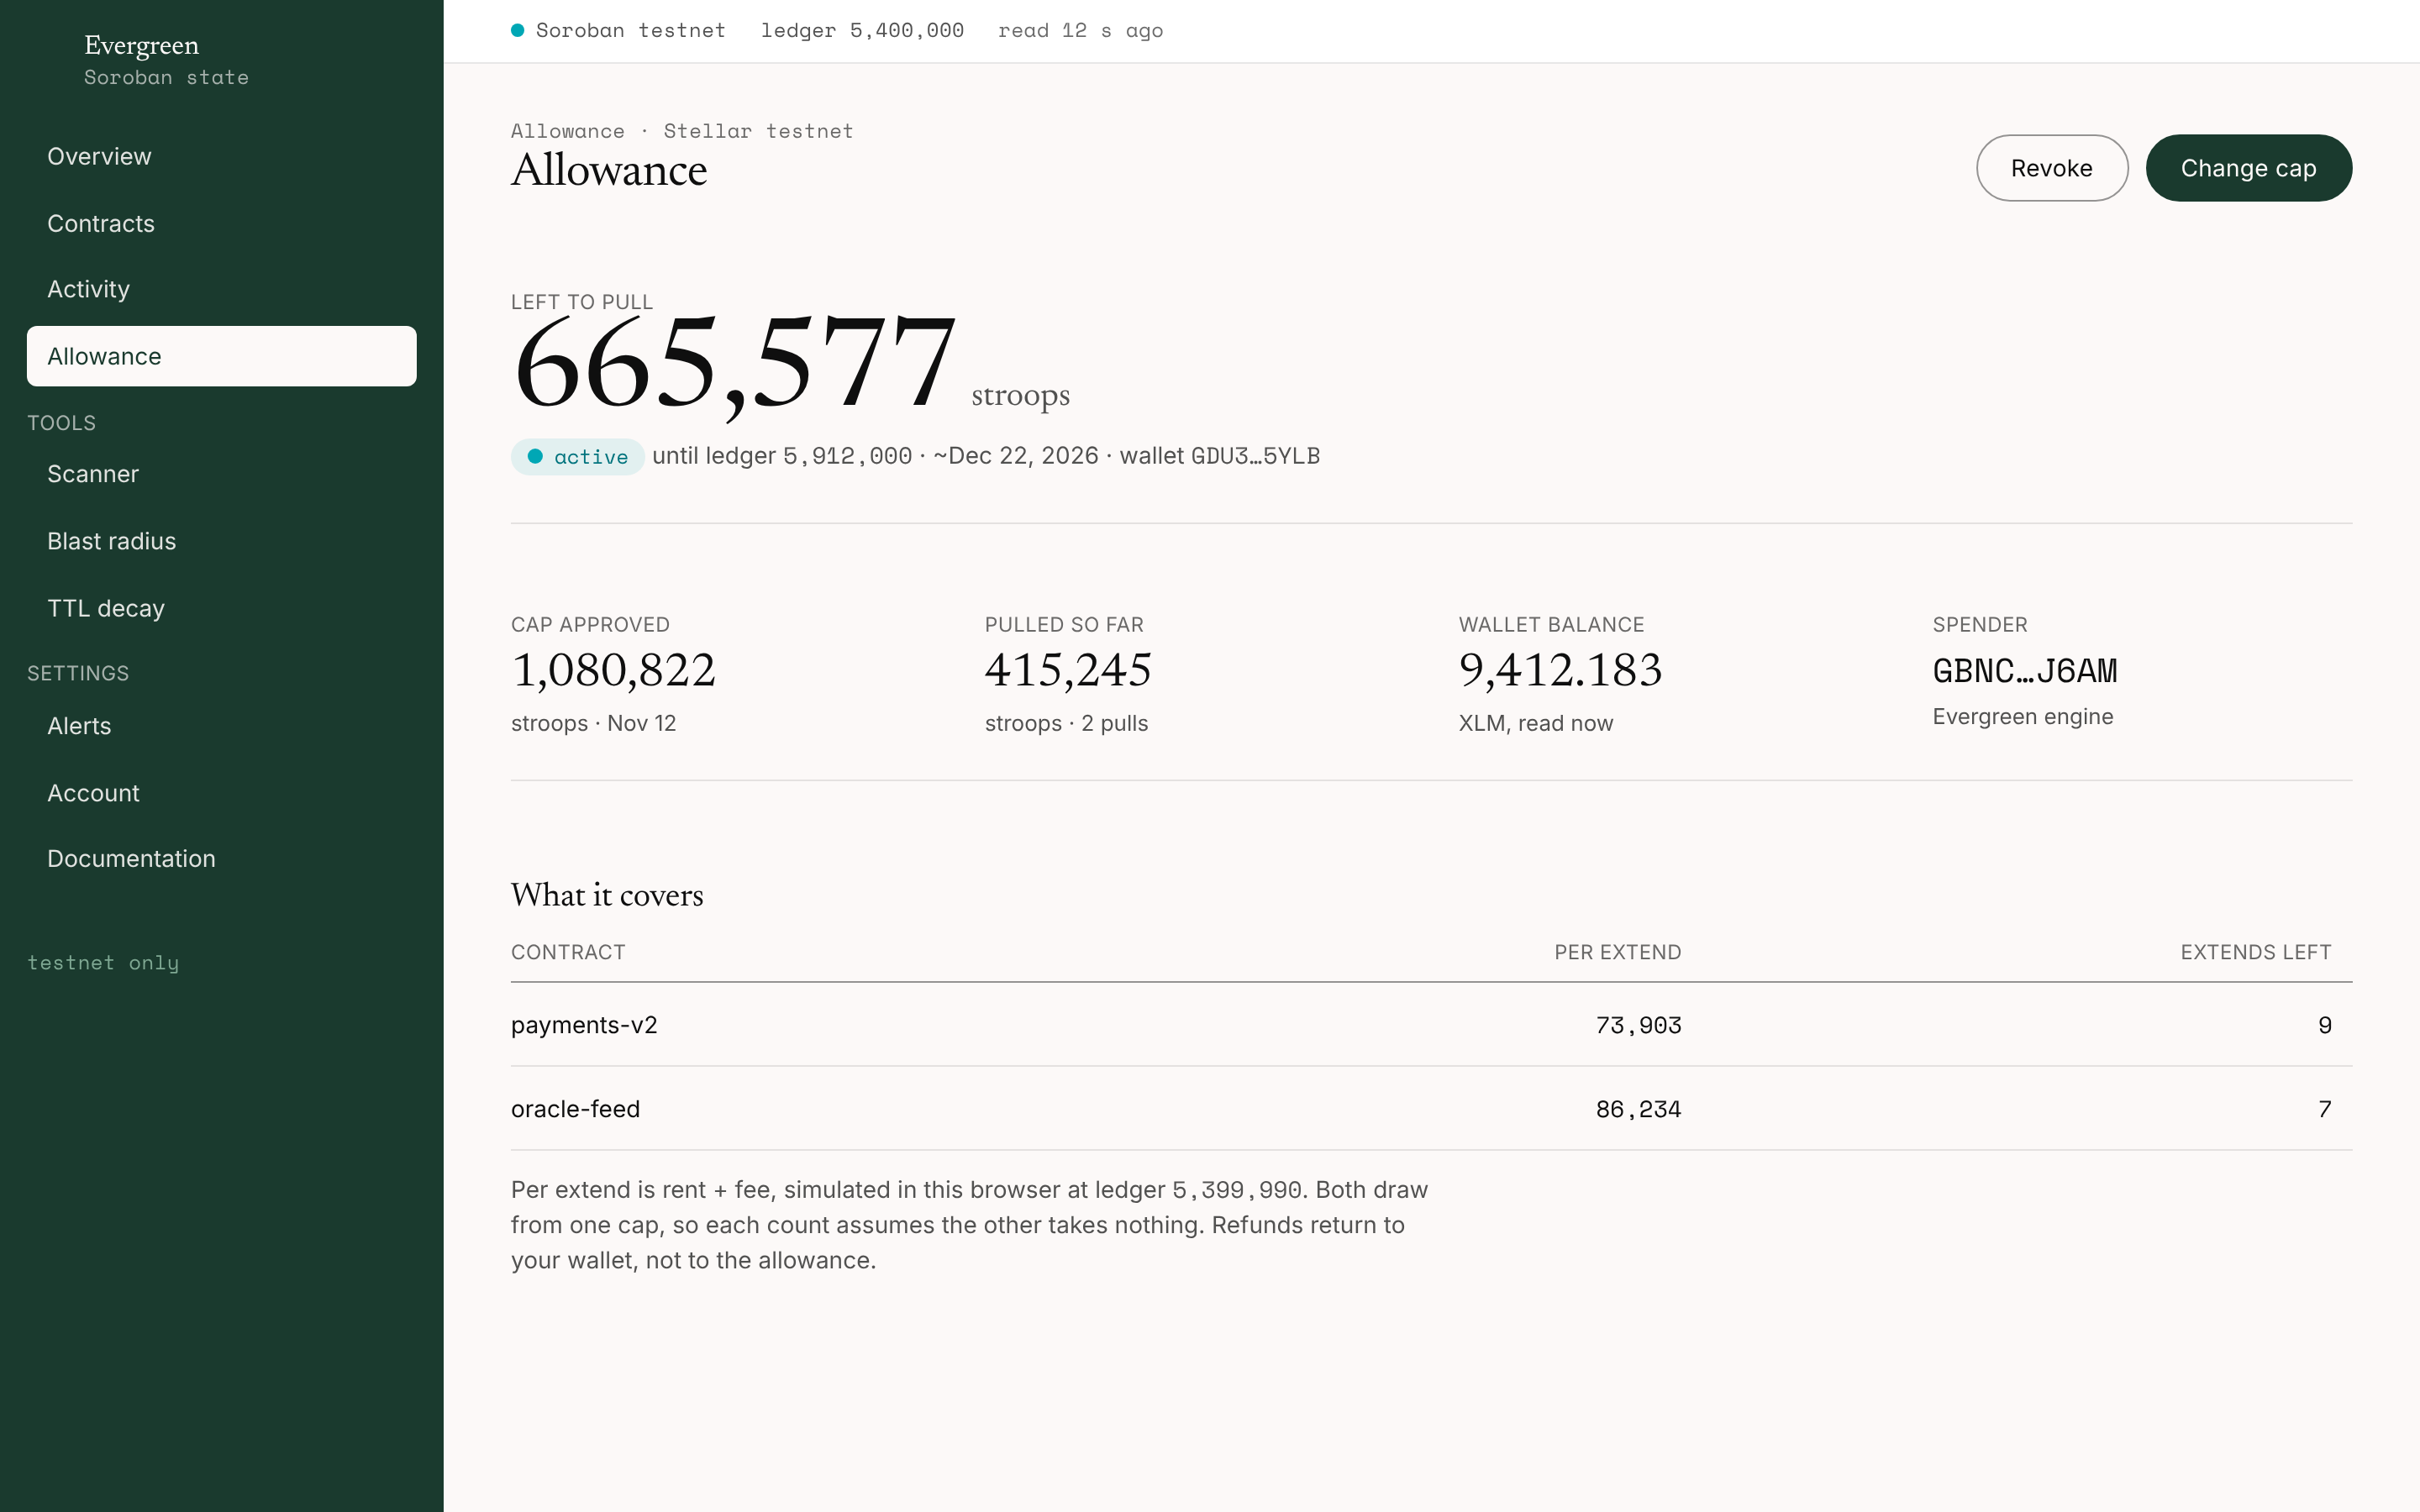 Evergreen
Soroban state
Overview
Contracts
Activity
Allowance
TOOLS
Scanner
Blast radius
TTL decay
SETTINGS
Alerts
Account
Documentation
testnet only
Soroban testnet ledger 5,400,000 read 12 s ago
Allowance · Stellar testnet
Allowance
Revoke Change cap
LEFT TO PULL
665,577 stroops
active until ledger 5,912,000 · ~Dec 22, 2026 · wallet GDU3…5YLB
CAP APPROVED PULLED SO FAR WALLET BALANCE SPENDER
1,080,822 415,245 9,412.183 GBNC…J6AM
stroops · Nov 12 stroops · 2 pulls XLM, read now Evergreen engine
What it covers
CONTRACT PER EXTEND EXTENDS LEFT
payments-v2 73,903 9
oracle-feed 86,234 7
Per extend is rent + fee, simulated in this browser at ledger 5,399,990. Both draw
from one cap, so each count assumes the other takes nothing. Refunds return to
your wallet, not to the allowance.